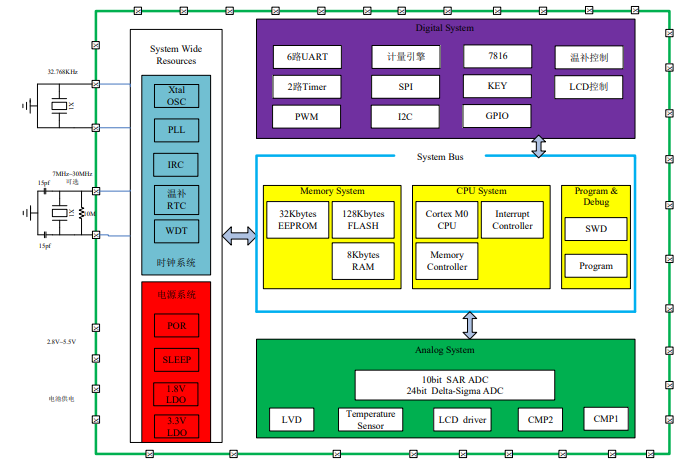 32.768KHz
1X
7MHz~30MHz
可选
15pf
1X
10M
15pf
2.8V~5.5V
电池供电
System Wide
Resources
Xtal
OSC
PLL
IRC
温补
RTC
WDT
时钟系统
电源系统
POR
SLEEP
1.8V
LDO
3.3V
LDO
Digital System
6路UART
计量引擎
7816
温补控制
2路Timer
SPI
KEY
LCD控制
PWM
I2C
GPIO
System Bus
Memory System
32Kbytes
EEPROM
128Kbytes
FLASH
8Kbytes
RAM
CPU System
Cortex M0
CPU
Interrupt
Controller
Memory
Controller
Program &
Debug
SWD
Program
Analog System
10bit SAR ADC
24bit Delta-Sigma ADC
LVD
Temperature
Sensor
LCD driver
CMP2
CMP1